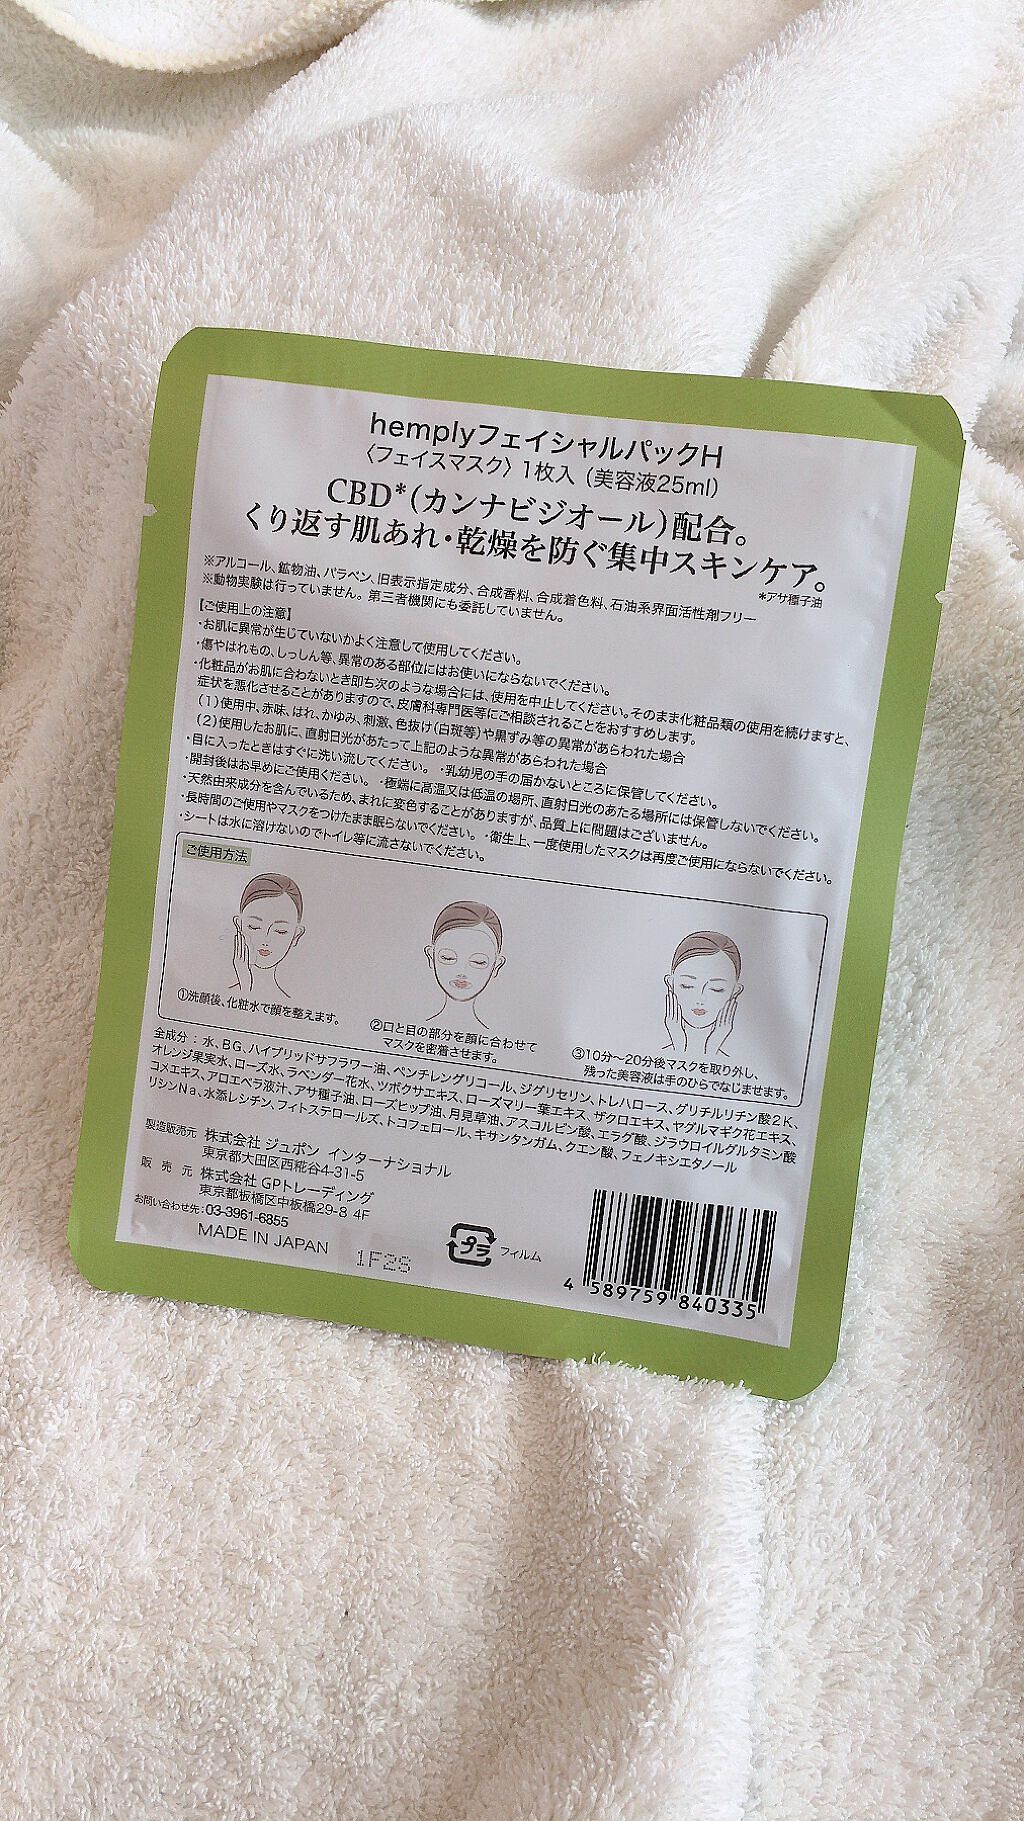 hemplyフェイシャルパックH
〈フェイスマスク〉1枚入（美容液25ml）
CBD*（カンナビジオール）配合。
くり返す肌あれ・乾燥を防ぐ集中スキンケア。
*アサ種子油
※アルコール、鉱物油、パラベン、旧表示指定成分、合成香料、合成着色料、石油系界面活性剤フリー
※動物実験は行っていません。第三者機関にも委託していません。
【ご使用上の注意】
・お肌に異常が生じていないかよく注意して使用してください。
・傷やはれもの、しっしん等、異常のある部位にはお使いにならないでください。
・化粧品がお肌に合わないとき即ち次のような場合には、使用を中止してください。そのまま化粧品類の使用を続けますと、
症状を悪化させることがありますので、皮膚科専門医等にご相談されることをおすすめします。
（1）使用中、赤味、はれ、かゆみ、刺激、色抜け（白斑等）や黒ずみ等の異常があらわれた場合
（2）使用したお肌に、直射日光があたって上記のような異常があらわれた場合
・目に入ったときはすぐに洗い流してください。 ・乳幼児の手の届かないところに保管してください。
・開封後はお早めにご使用ください。 ・極端に高温又は低温の場所、直射日光のあたる場所には保管しないでください。
・天然由来成分を含んでいるため、まれに変色することがありますが、品質上に問題はございません。
・長時間のご使用やマスクをつけたまま眠らないでください。 ・衛生上、一度使用したマスクは再度ご使用にならないでください。
・シートは水に溶けないのでトイレ等に流さないでください。
ご使用方法
①洗顔後、化粧水で顔を整えます。
②口と目の部分を顔に合わせて
マスクを密着させます。
③10分〜20分後マスクを取り外し、
残った美容液は手のひらでなじませます。
全成分：水、BG、ハイブリッドサフラワー油、ペンチレングリコール、ジグリセリン、トレハロース、グリチルリチン酸2K、
オレンジ果実水、ローズ水、ラベンダー花水、ツボクサエキス、ローズマリー葉エキス、ザクロエキス、ヤグルマギク花エキス、
コメエキス、アロエベラ液汁、アサ種子油、ローズヒップ油、月見草油、アスコルビン酸、エラグ酸、ジラウロイルグルタミン酸
リシンNa、水添レシチン、フィトステロールズ、トコフェロール、キサンタンガム、クエン酸、フェノキシエタノール
製造販売元 株式会社 ジュポン インターナショナル
東京都大田区西糀谷4-31-5
販売元 株式会社 GPトレーディング
東京都板橋区中板橋29-8 4F
お問い合わせ先：03-3961-6855
MADE IN JAPAN
1F2S
プラ フィルム
4 589759 840335